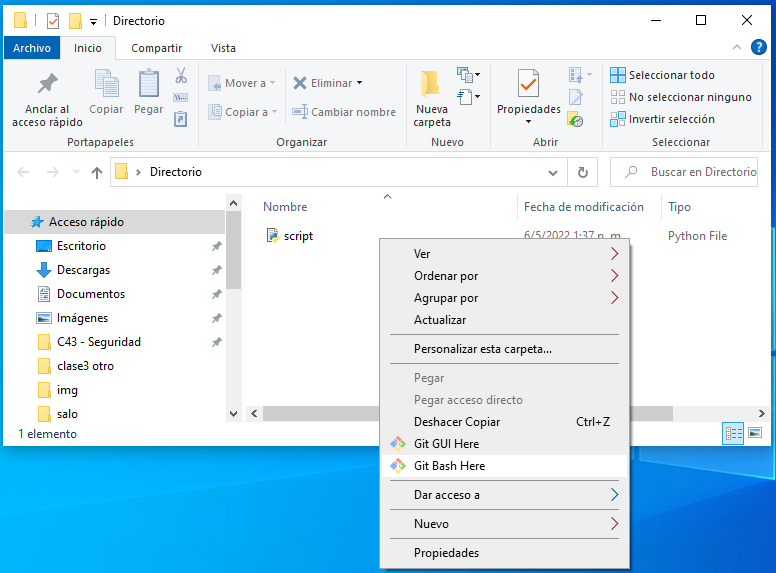 Directorio
Archivo
Inicio
Compartir
Vista
Anclar al
acceso rápido
Copiar
Pegar
Portapapeles
Mover a
Copiar a
Eliminar
Cambiar nombre
Organizar
Nueva
carpeta
Nuevo
Propiedades
Abrir
Seleccionar todo
No seleccionar ninguno
Invertir selección
Seleccionar
Directorio
Buscar en Directorio
Acceso rápido
Escritorio
Descargas
Documentos
Imágenes
C43 - Seguridad
clase3 otro
img
salo
Nombre
Fecha de modificación
Tipo
script
6/5/2022 1:37 p. m.
Python File
Ver
Ordenar por
Agrupar por
Actualizar
Personalizar esta carpeta...
Pegar
Pegar acceso directo
Deshacer Copiar Ctrl+Z
Git GUI Here
Git Bash Here
Dar acceso a
Nuevo
Propiedades
1 elemento